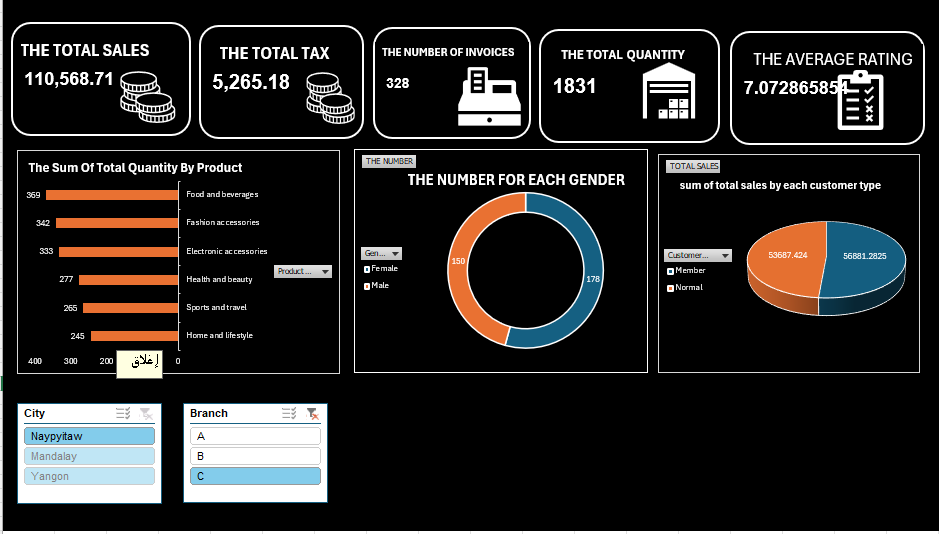 THE TOTAL SALES
110,568.71
THE TOTAL TAX
5,265.18
THE NUMBER OF INVOICES
328
THE TOTAL QUANTITY
1831
THE AVERAGE RATING
7.072865854
The Sum Of Total Quantity By Product
369 Food and beverages
342 Fashion accessories
333 Electronic accessories
277 Health and beauty
265 Sports and travel
245 Home and lifestyle
400 300 200 0
Product ...
إغلاق
THE NUMBER
THE NUMBER FOR EACH GENDER
Gen...
Female
Male
150
178
TOTAL SALES
sum of total sales by each customer type
Customer...
Member
Normal
53687.424
56881.2825
City
Naypyitaw
Mandalay
Yangon
Branch
A
B
C